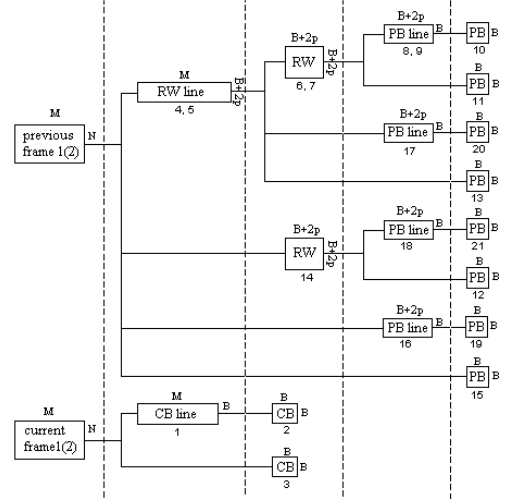 B+2p
PB line
B
PB
B
8, 9
10
B+2p
RW
B+2p
6, 7
B
PB
B
11
M
RW line
B+2p
4, 5
B+2p
PB line
B
17
B
PB
B
20
M
previous
frame 1(2)
N
B
PB
B
13
B+2p
PB line
B
18
B
PB
B
21
B+2p
RW
B+2p
14
B
PB
B
12
B+2p
PB line
B
16
B
PB
B
19
B
PB
B
15
M
CB line
B
1
B
CB
B
2
M
current
frame1(2)
N
B
CB
B
3